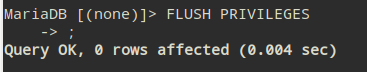 MariaDB [(none)]> FLUSH PRIVILEGES
    -> ;
Query OK, 0 rows affected (0.004 sec)